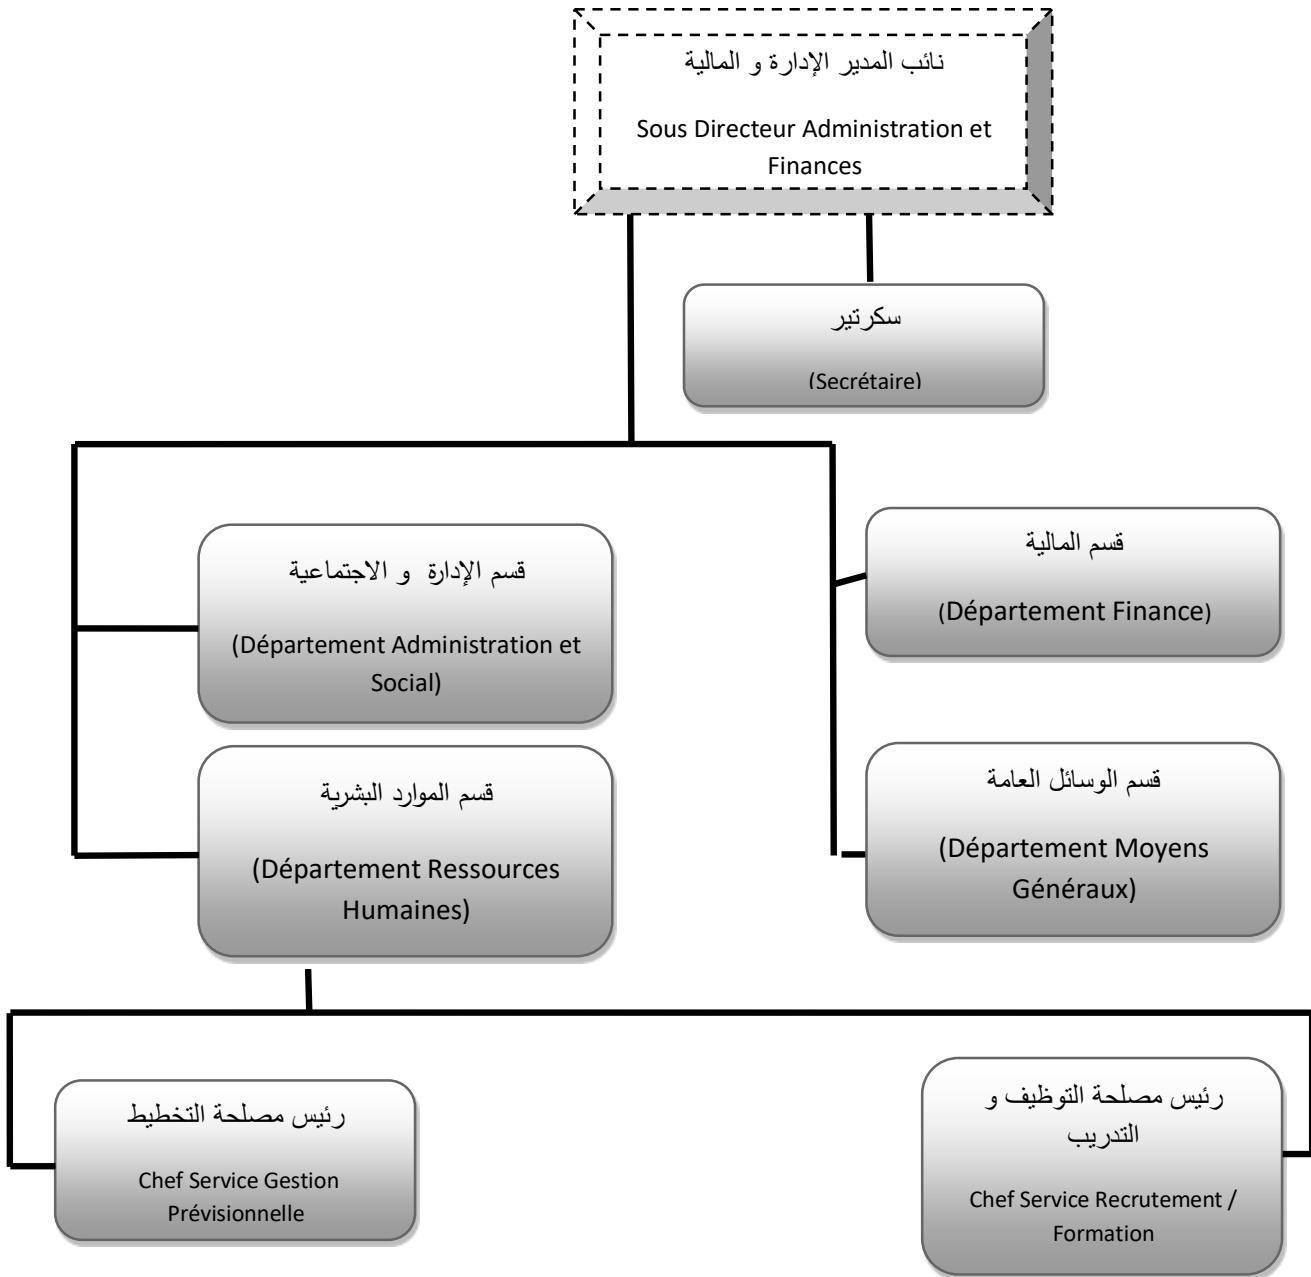 نائب المدير الإدارة و المالية
Sous Directeur Administration et
Finances
سكرتير
(Secrétaire)
قسم الإدارة و الاجتماعية
(Département Administration et
Social)
قسم المالية
(Département Finance)
قسم الموارد البشرية
(Département Ressources
Humaines)
قسم الوسائل العامة
(Département Moyens
Généraux)
رئيس مصلحة التخطيط
Chef Service Gestion
Prévisionnelle
رئيس مصلحة التوظيف و
التدريب
Chef Service Recrutement /
Formation